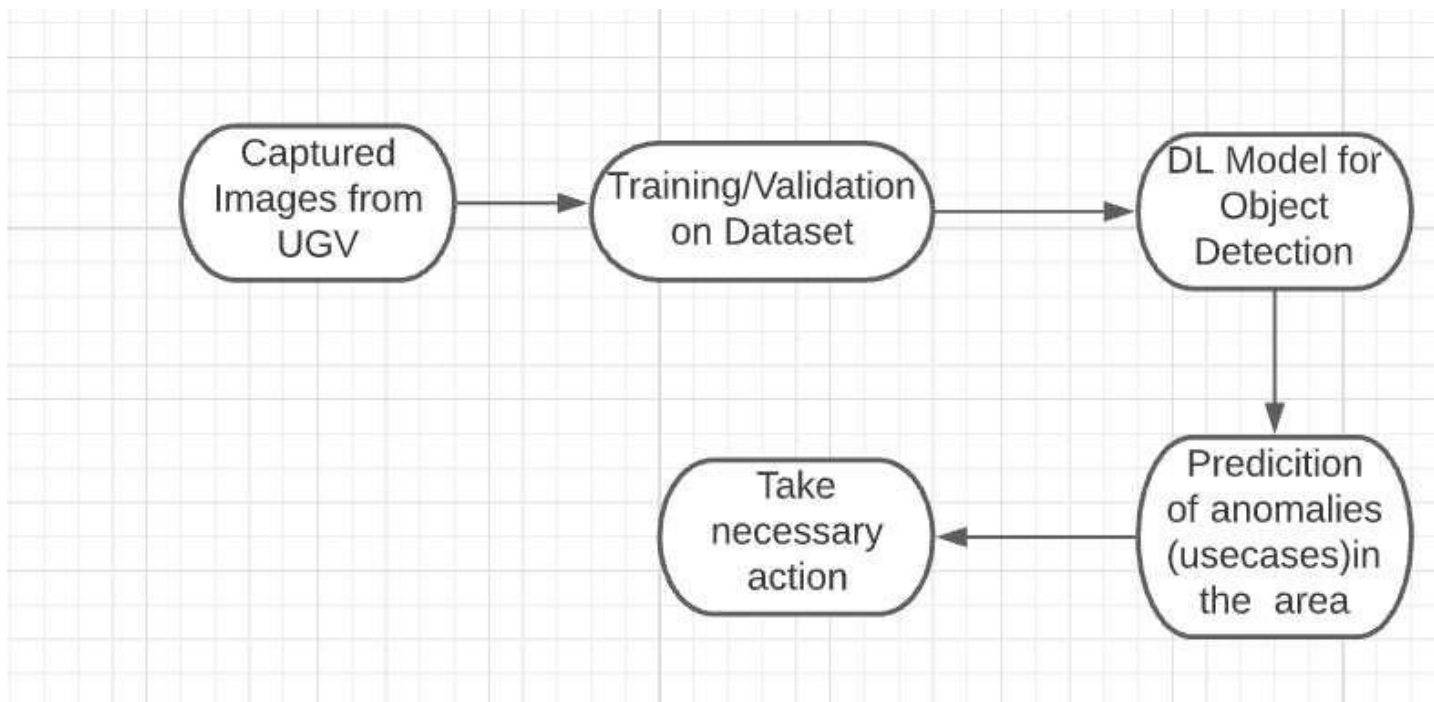 Captured
Images from
UGV
Training/Validation
on Dataset
DL Model for
Object
Detection
Predicition
of anomalies
(usecases)in
the area
Take
necessary
action